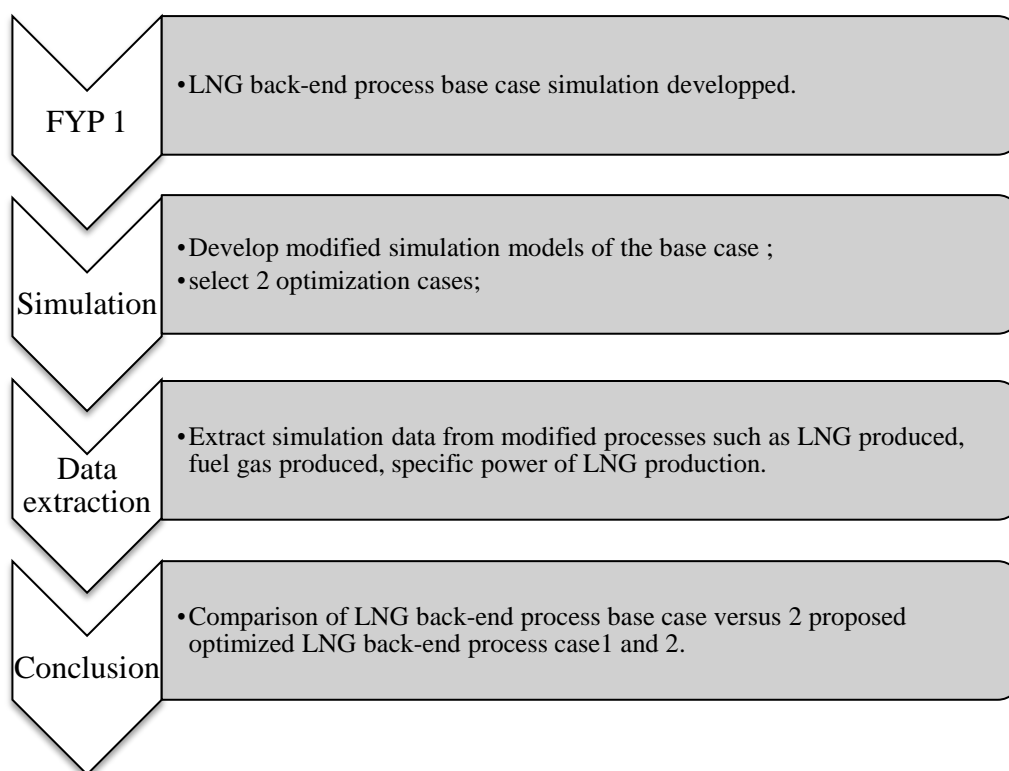 FYP 1
•LNG back-end process base case simulation developped.
Simulation
•Develop modified simulation models of the base case ;
•select 2 optimization cases;
Data
extraction
•Extract simulation data from modified processes such as LNG produced,
fuel gas produced, specific power of LNG production.
Conclusion
•Comparison of LNG back-end process base case versus 2 proposed
optimized LNG back-end process case1 and 2.